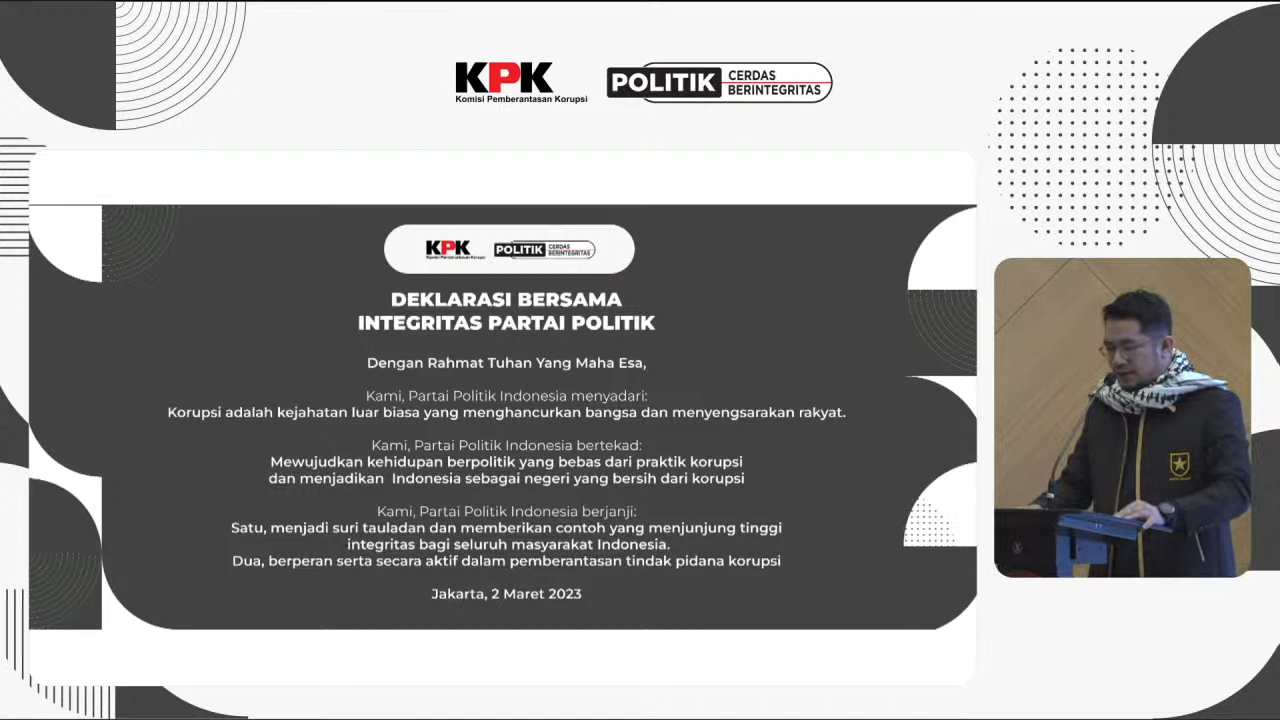 KPK
Komisi Pemberantasan Korupsi
POLITIK
CERDAS
BERINTEGRITAS
KPK
Komisi Pemberantasan Korupsi
POLITIK
CERDAS
BERINTEGRITAS
DEKLARASI BERSAMA
INTEGRITAS PARTAI POLITIK
Dengan Rahmat Tuhan Yang Maha Esa,
Kami, Partai Politik Indonesia menyadari:
Korupsi adalah kejahatan luar biasa yang menghancurkan bangsa dan menyengsarakan rakyat.
Kami, Partai Politik Indonesia bertekad:
Mewujudkan kehidupan berpolitik yang bebas dari praktik korupsi
dan menjadikan Indonesia sebagai negeri yang bersih dari korupsi
Kami, Partai Politik Indonesia berjanji:
Satu, menjadi suri tauladan dan memberikan contoh yang menjunjung tinggi
integritas bagi seluruh masyarakat Indonesia.
Dua, berperan serta secara aktif dalam pemberantasan tindak pidana korupsi
Jakarta, 2 Maret 2023